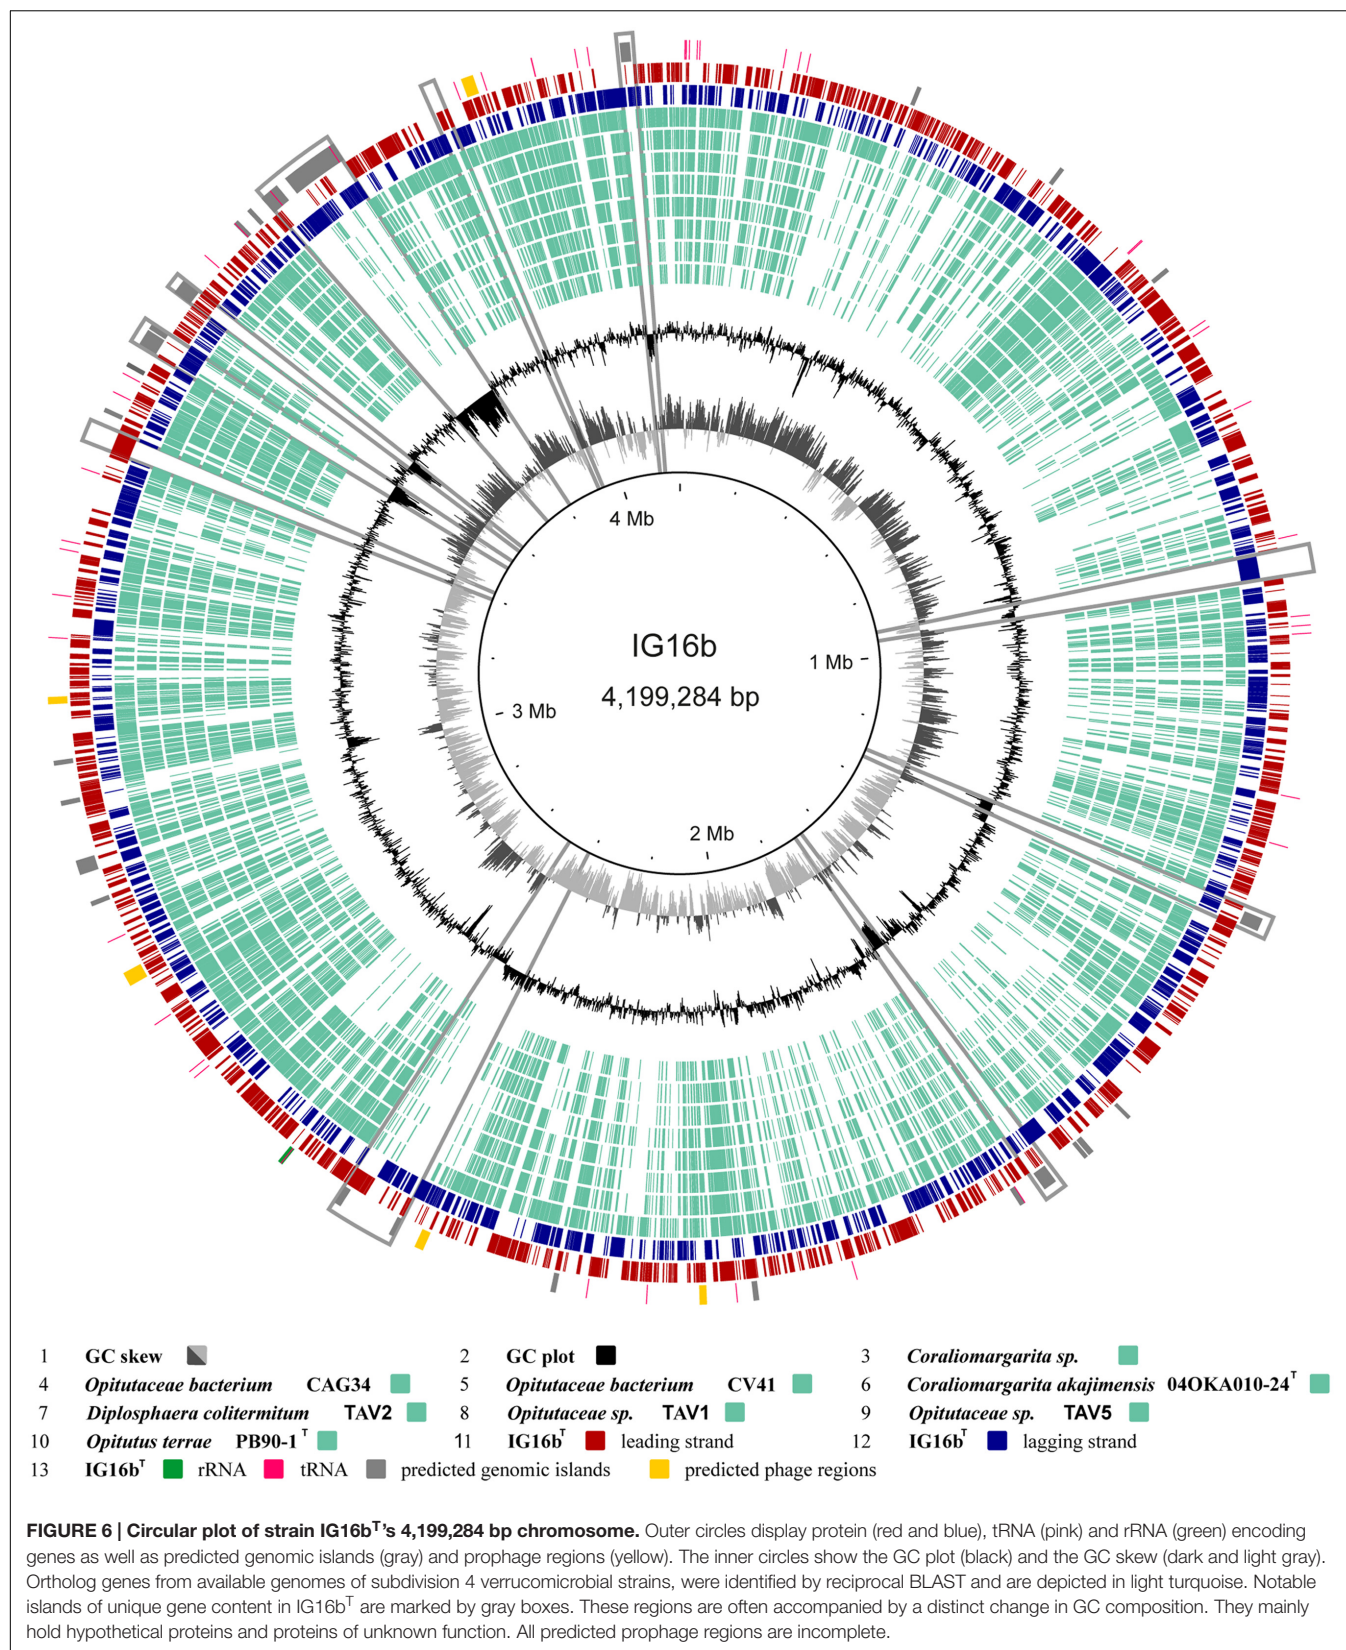 4 Mb
IG16b
1 Mb
4,199,284 bp
3 Mb
2 Mb
1 GC skew 2 GC plot 3 Coraliomargarita sp.
4 Opitutaceae bacterium CAG34 5 Opitutaceae bacterium CV41 6 Coraliomargarita akajimensis 04OKA010-24T
7 Diplosphaera colitermitum TAV2 8 Opitutaceae sp. TAV1 9 Opitutaceae sp. TAV5
10 Opitutus terrae PB90-1 T 11 IG16bT leading strand 12 IG16bT lagging strand
13 IG16bT rRNA tRNA predicted genomic islands predicted phage regions
FIGURE 6 | Circular plot of strain IG16bT's 4,199,284 bp chromosome. Outer circles display protein (red and blue), tRNA (pink) and rRNA (green) encoding
genes as well as predicted genomic islands (gray) and prophage regions (yellow). The inner circles show the GC plot (black) and the GC skew (dark and light gray).
Ortholog genes from available genomes of subdivision 4 verrucomicrobial strains, were identified by reciprocal BLAST and are depicted in light turquoise. Notable
islands of unique gene content in IG16bT are marked by gray boxes. These regions are often accompanied by a distinct change in GC composition. They mainly
hold hypothetical proteins and proteins of unknown function. All predicted prophage regions are incomplete.